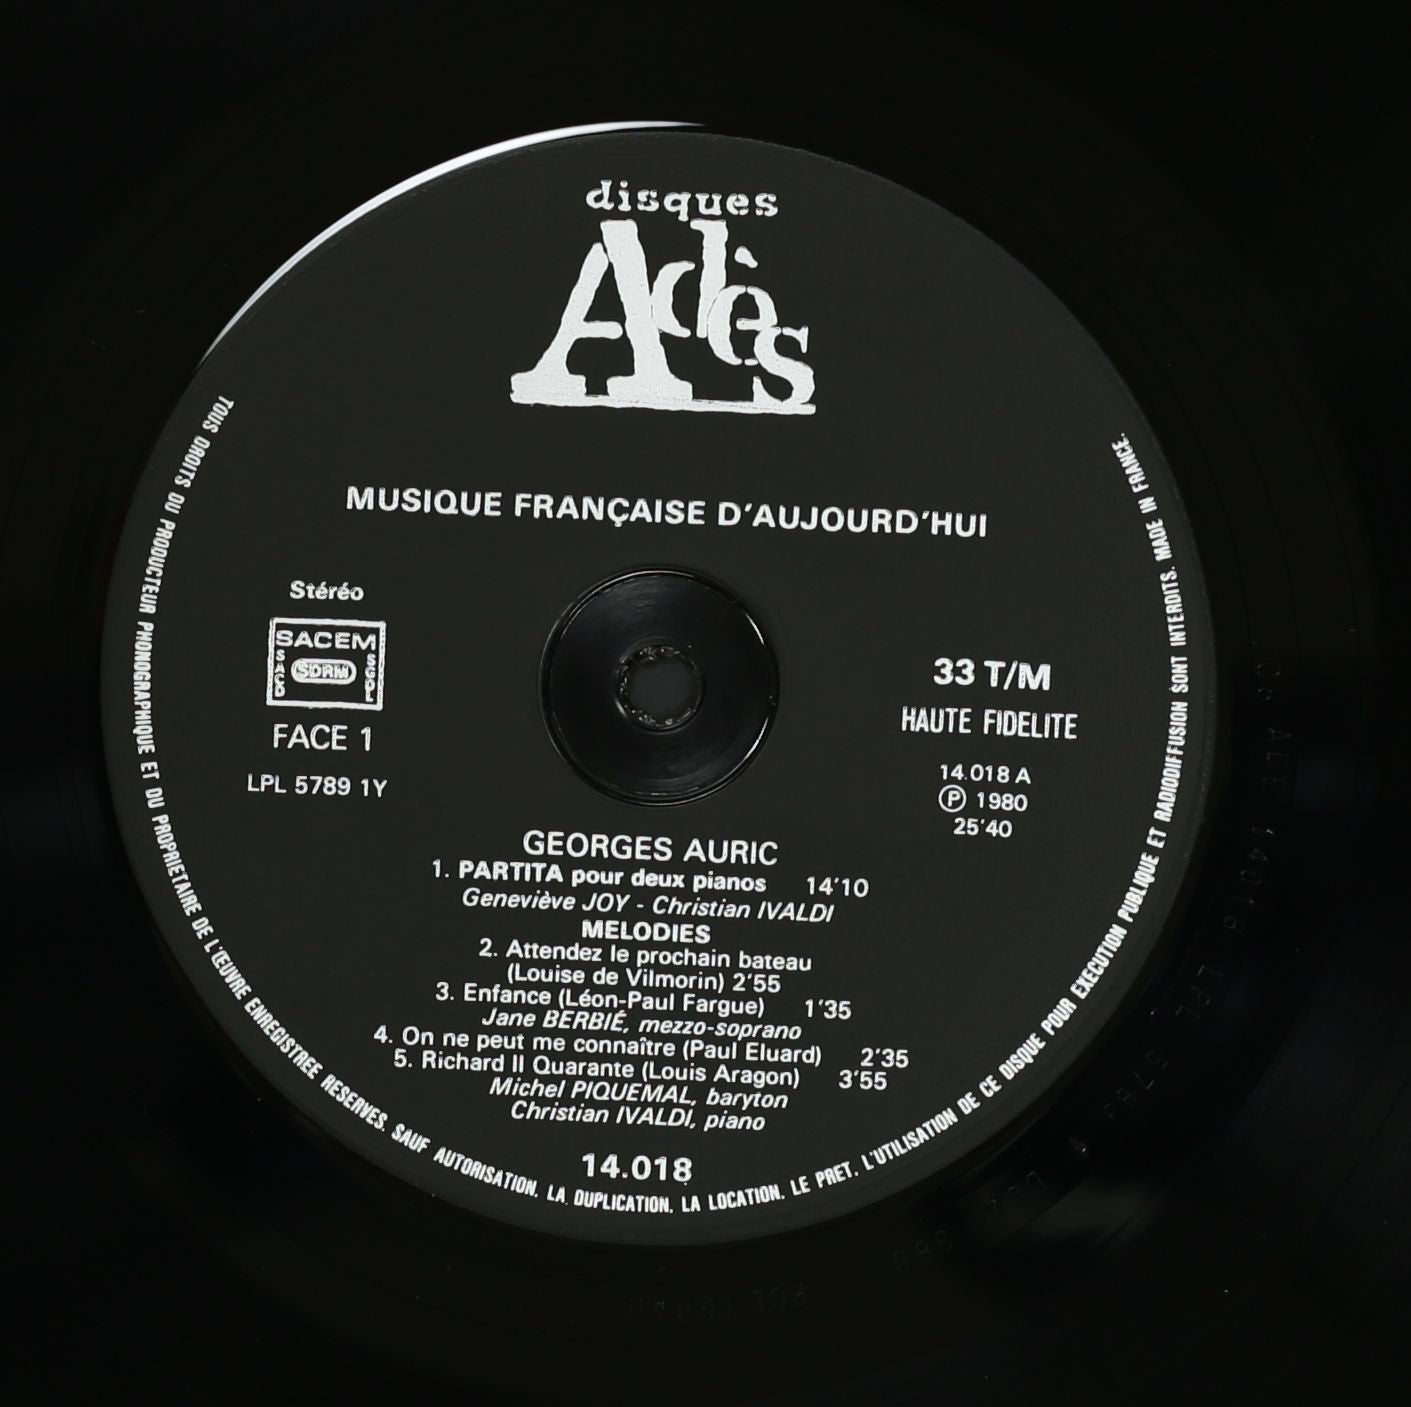 disques
Adès
MUSIQUE FRANÇAISE D'AUJOURD'HUI
Stéréo
SACEM
SACD
SDRM
SGDL
FACE 1
LPL 5789 1Y
33 T/M
HAUTE FIDELITE
14.018 A
Ⓟ 1980
25'40
GEORGES AURIC
1. PARTITA pour deux pianos 14'10
Geneviève JOY - Christian IVALDI
MELODIES
2. Attendez le prochain bateau
(Louise de Vilmorin) 2'55
3. Enfance (Léon-Paul Fargue) 1'35
Jane BERBIÉ, mezzo-soprano
4. On ne peut me connaître (Paul Eluard) 2'35
5. Richard II Quarante (Louis Aragon) 3'55
Michel PIQUEMAL, baryton
Christian IVALDI, piano
14.018
TOUS DROITS DU PRODUCTEUR PHONOGRAPHIQUE ET DU PROPRIETAIRE DE L'ŒUVRE ENREGISTREE RESERVES. SAUF AUTORISATION, LA DUPLICATION, LA LOCATION, LE PRET, L'UTILISATION DE CE DISQUE POUR EXECUTION PUBLIQUE ET RADIODIFFUSION SONT INTERDITS. MADE IN FRANCE.